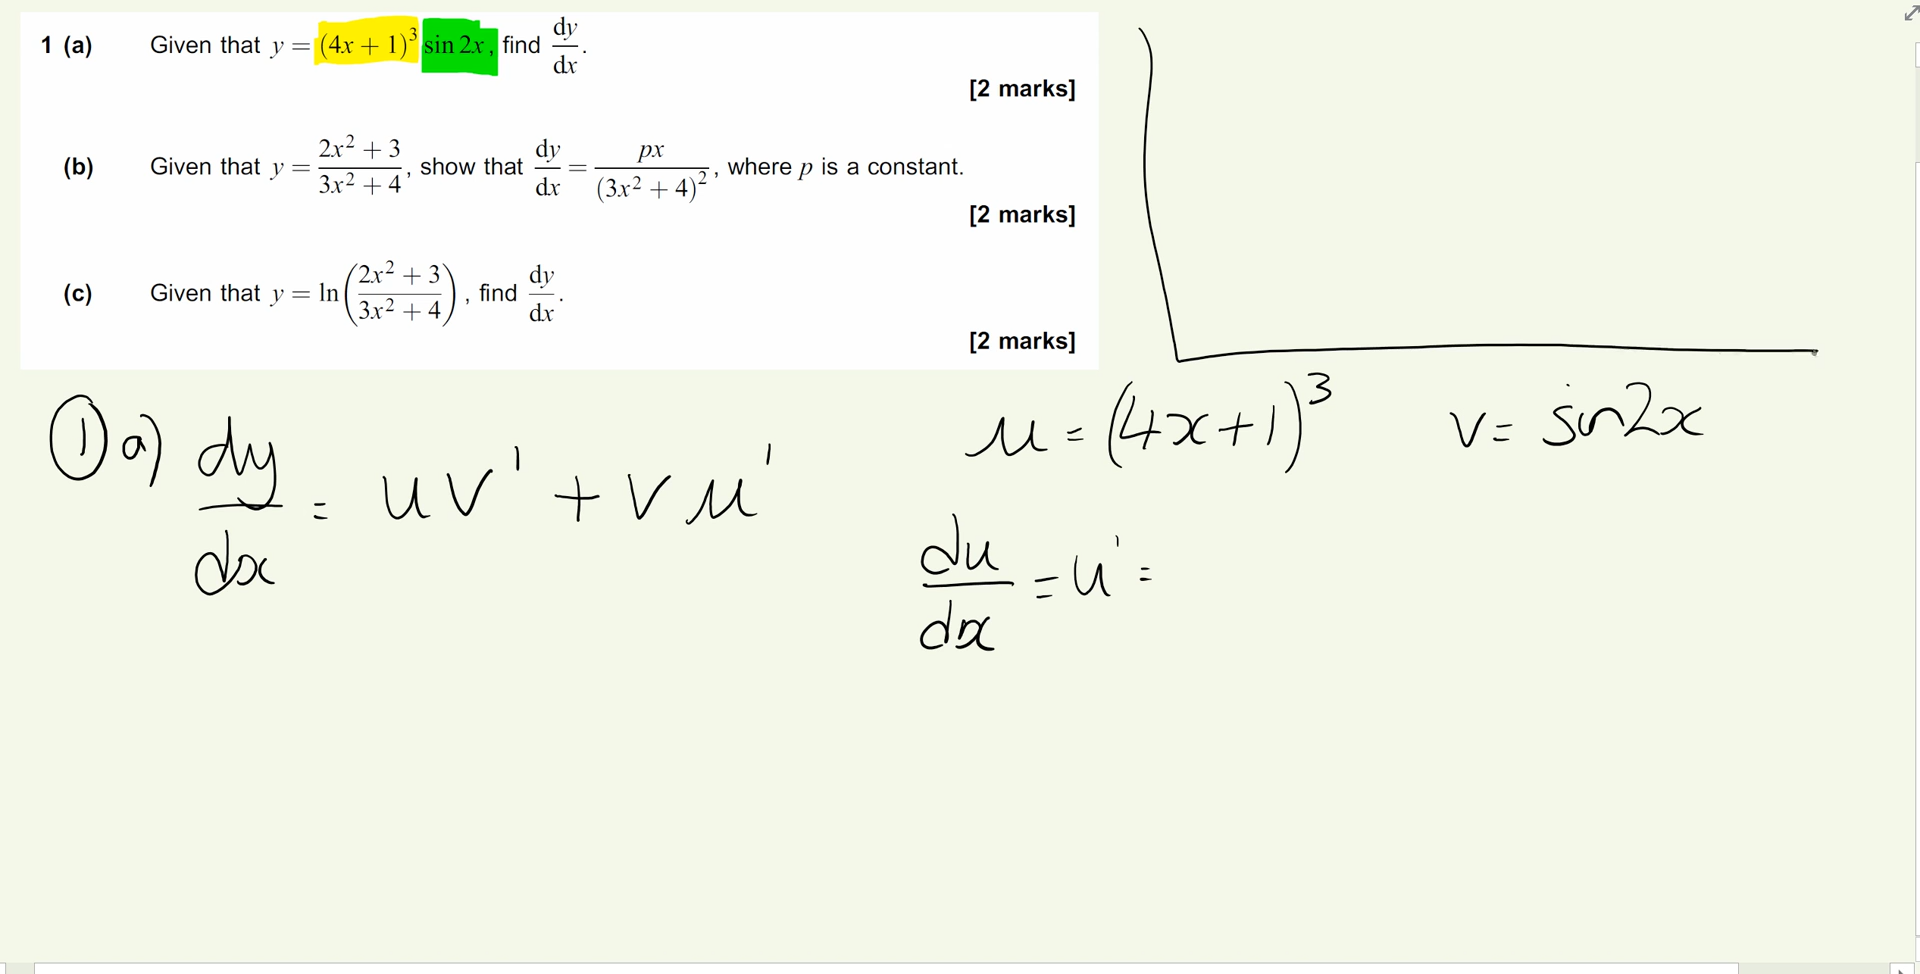 1 (a) Given that y = (4x + 1)³ sin 2x, find dy/dx.
[2 marks]
(b) Given that y = (2x² + 3)/(3x² + 4), show that dy/dx = px/(3x² + 4)², where p is a constant.
[2 marks]
(c) Given that y = ln((2x² + 3)/(3x² + 4)), find dy/dx.
[2 marks]
① a) dy/dx = uv' + vu'
u = (4x+1)³ v = sin2x
du/dx = u' =